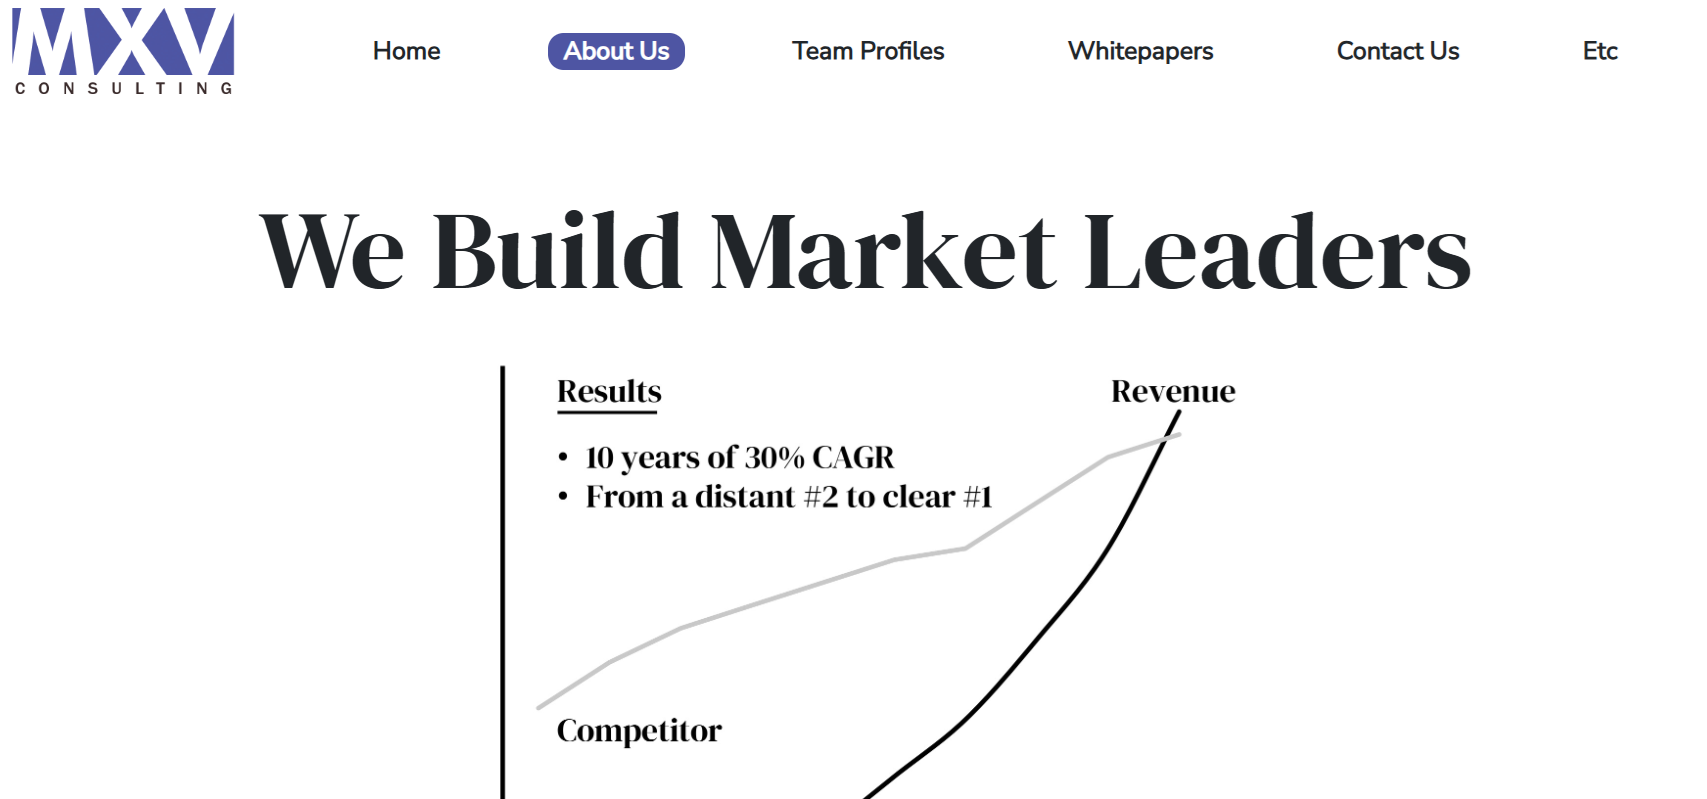 MXV
CONSULTING
Home About Us Team Profiles Whitepapers Contact Us Etc
We Build Market Leaders
Results
Revenue
• 10 years of 30% CAGR
• From a distant #2 to clear #1
Competitor